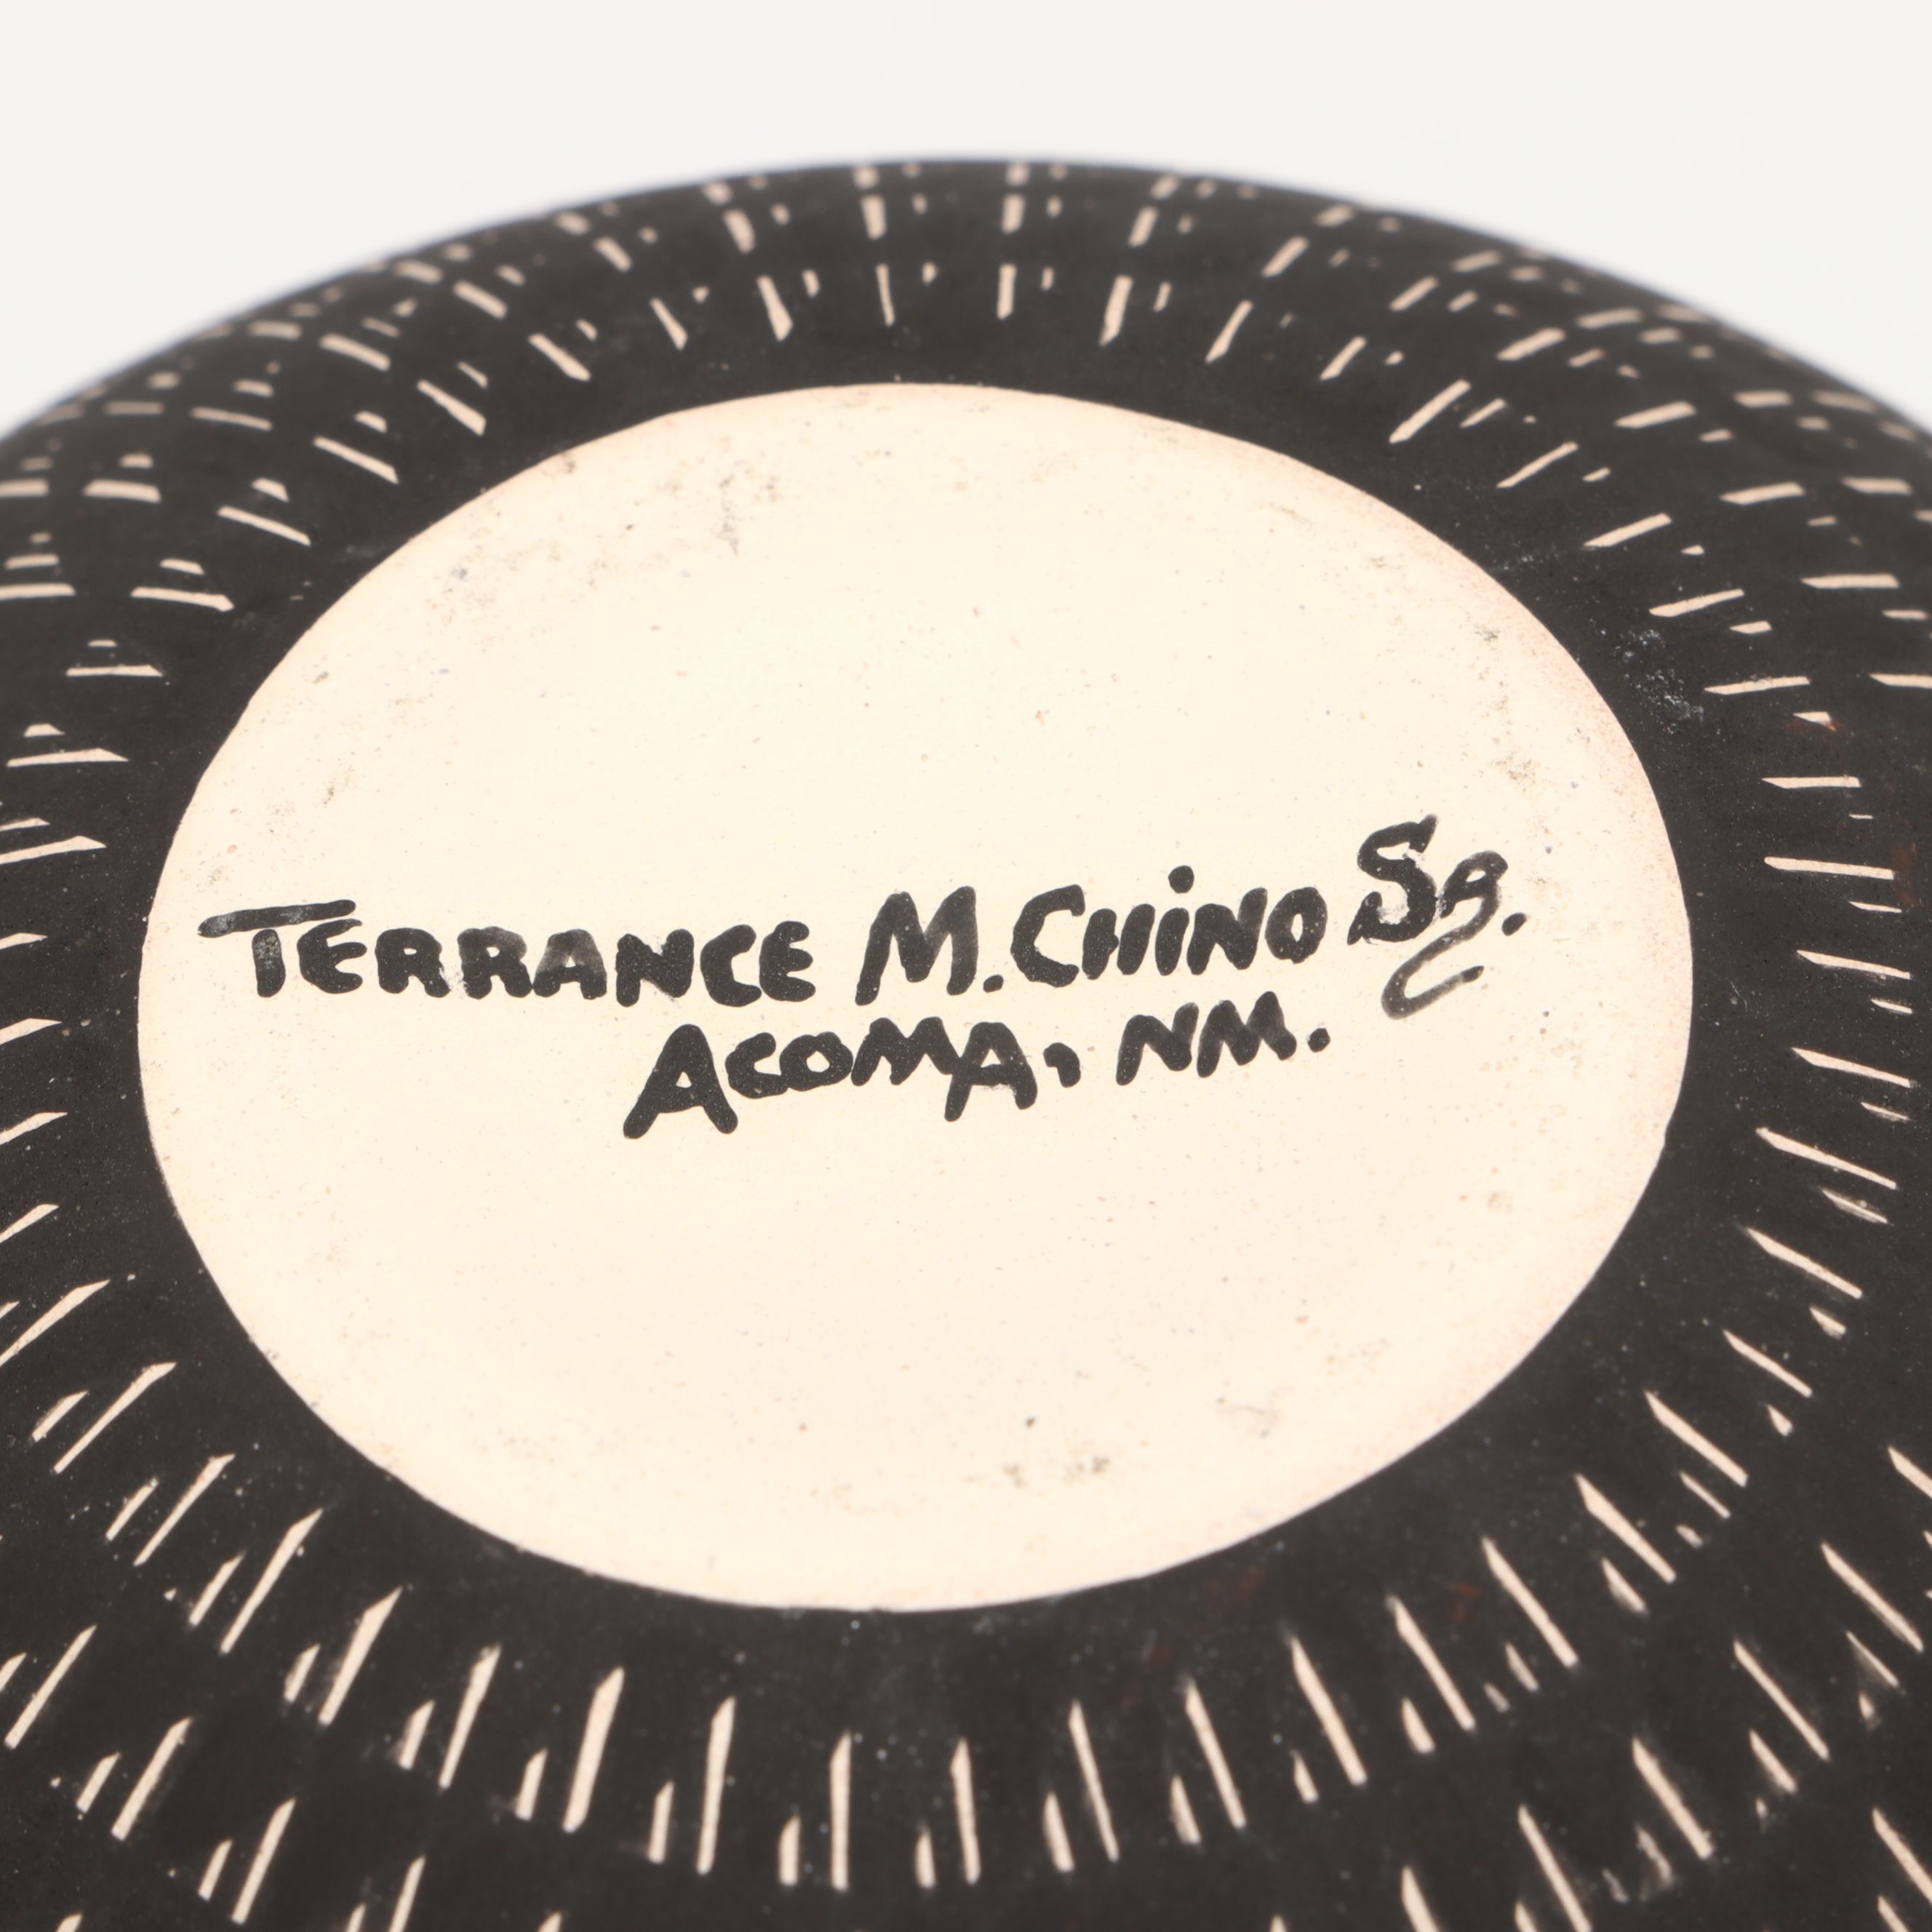 TERRANCE M. CHiNO SR.
ACOMA, NM.